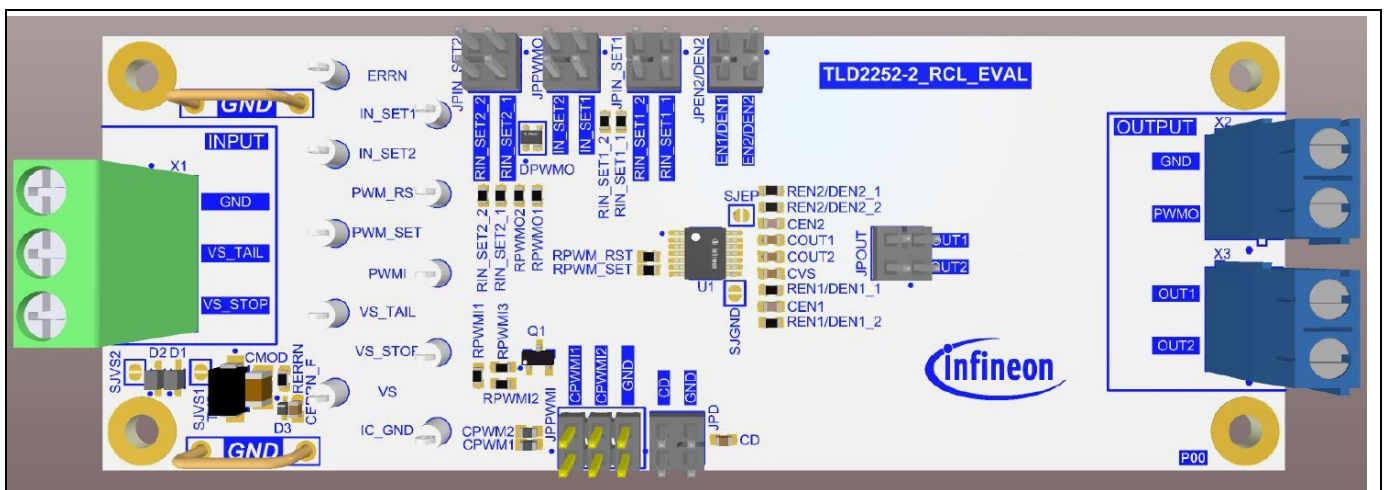 TLD2252-2_RCL_EVAL
ERRN
GND
IN_SET1
INPUT
X1
IN_SET2
GND
PWM_RS
PWM_SET
VS_TAIL
PWMI
VS_STOP
VS_TAIL
VS_STOP
VS
IC_GND
SJVS2
D2
D1
SJVS1
CMOD
RERRN
D3
GND
JPIN_SET2
JPPWMO
JPIN_SET1
JPEN2/DEN2
RIN_SET2_2
RIN_SET2_1
IN_SET2
IN_SET1
RIN_SET1_2
RIN_SET1_1
EN1/DEN1
EN2/DEN2
DPWMO
RIN_SET1_2
RIN_SET1_1
RIN_SET2_2
RIN_SET2_1
RPWMO2
RPWMO1
RPWM_RST
RPWM_SET
SJEP
infineon
U1
SJGND
REN2/DEN2_1
REN2/DEN2_2
CEN2
COUT1
COUT2
CVS
REN1/DEN1_1
CEN1
REN1/DEN1_2
JPOUT
OUT1
OUT2
RPWMI1
RPWMI3
Q1
RPWMI2
CPWM2
CPWM1
JPPWMI
CPWMI1
CPWMI2
GND
CD
GND
JPD
CD
infineon
OUTPUT
X2
GND
PWMO
X3
OUT1
OUT2
P00